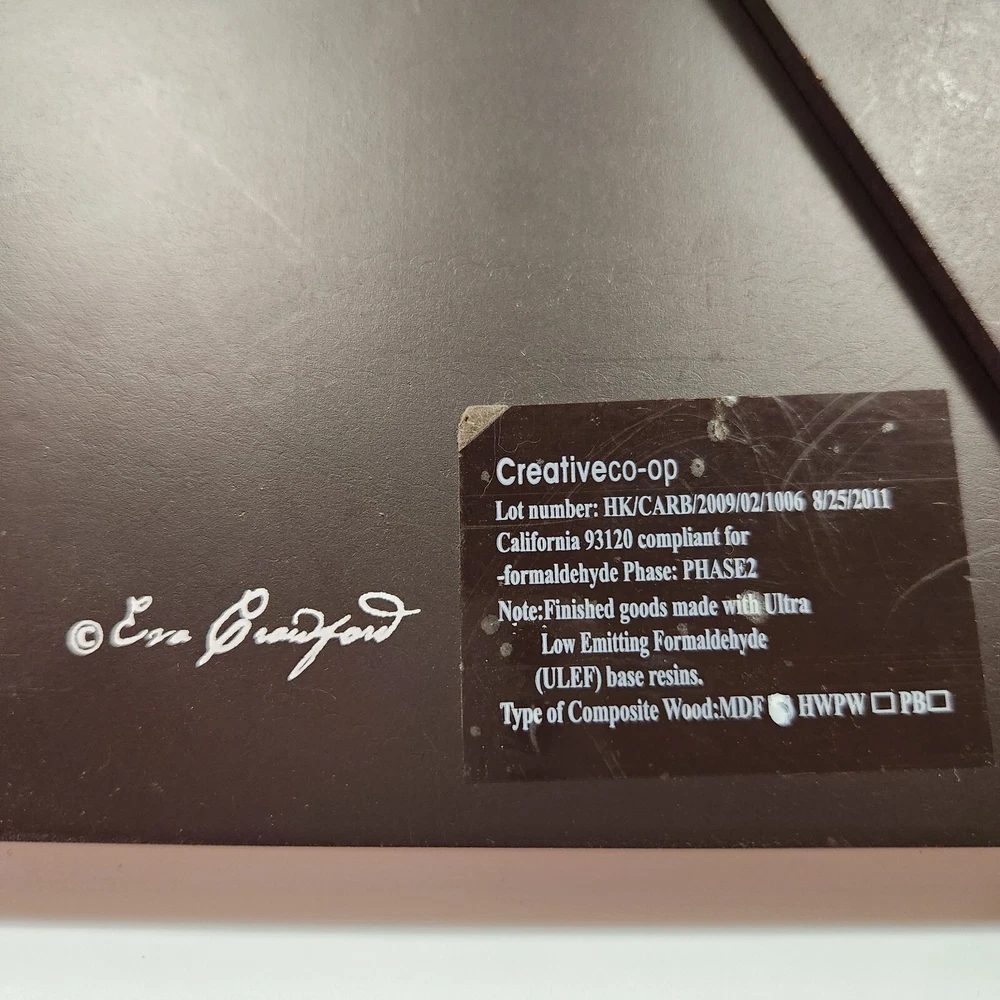 Creativeco-op
Lot number: HK/CARB/2009/02/1006 8/25/2011
California 93120 compliant for
-formaldehyde Phase: PHASE2
Note:Finished goods made with Ultra
Low Emitting Formaldehyde
(ULEF) base resins.
Type of Composite Wood:MDF HWPW □ PB□
© Eva Crawford